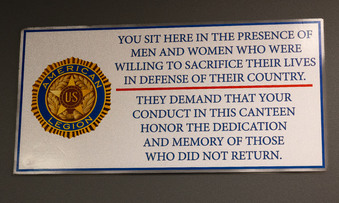 AMERICAN
US
LEGION
YOU SIT HERE IN THE PRESENCE OF
MEN AND WOMEN WHO WERE
WILLING TO SACRIFICE THEIR LIVES
IN DEFENSE OF THEIR COUNTRY.
THEY DEMAND THAT YOUR
CONDUCT IN THIS CANTEEN
HONOR THE DEDICATION
AND MEMORY OF THOSE
WHO DID NOT RETURN.